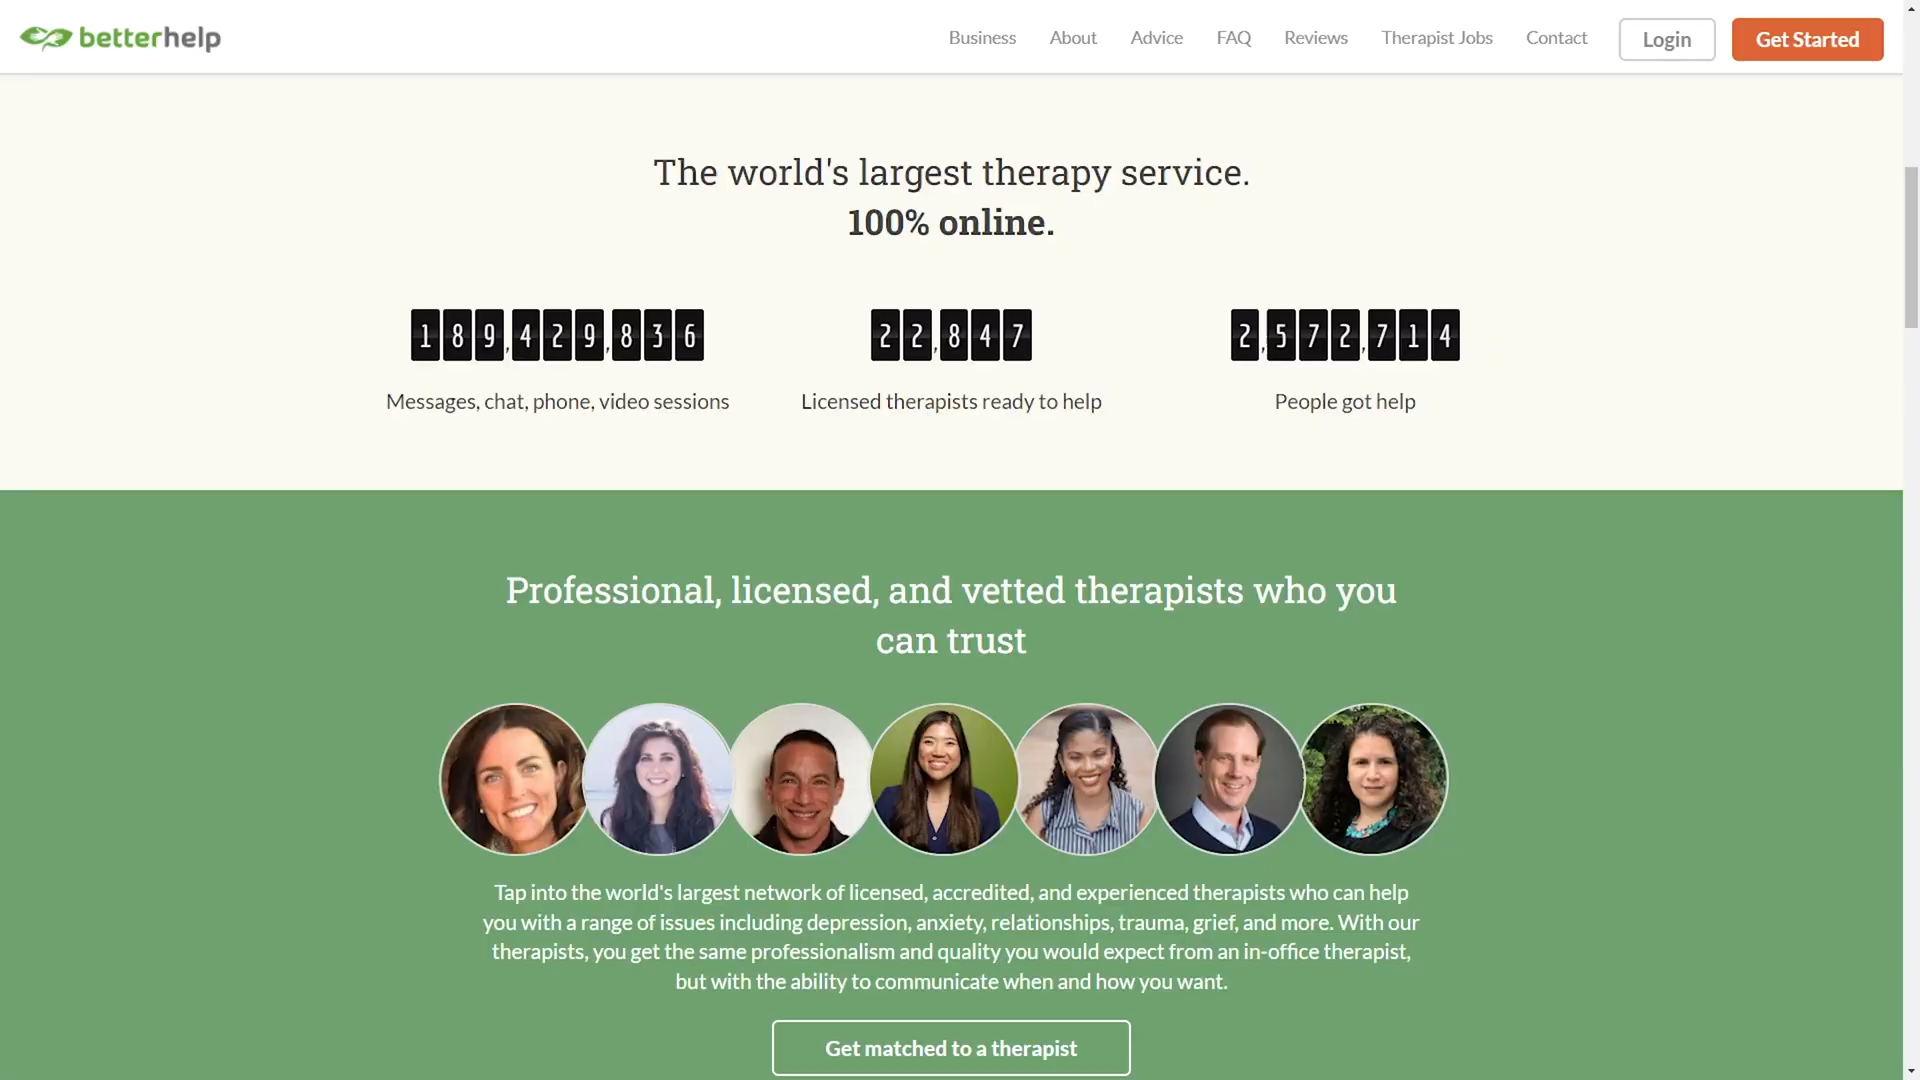 betterhelp
Business About Advice FAQ Reviews Therapist Jobs Contact Login Get Started
The world's largest therapy service.
100% online.
189,429,836 22,847 2,572,714
Messages, chat, phone, video sessions Licensed therapists ready to help People got help
Professional, licensed, and vetted therapists who you
can trust
Tap into the world's largest network of licensed, accredited, and experienced therapists who can help
you with a range of issues including depression, anxiety, relationships, trauma, grief, and more. With our
therapists, you get the same professionalism and quality you would expect from an in-office therapist,
but with the ability to communicate when and how you want.
Get matched to a therapist